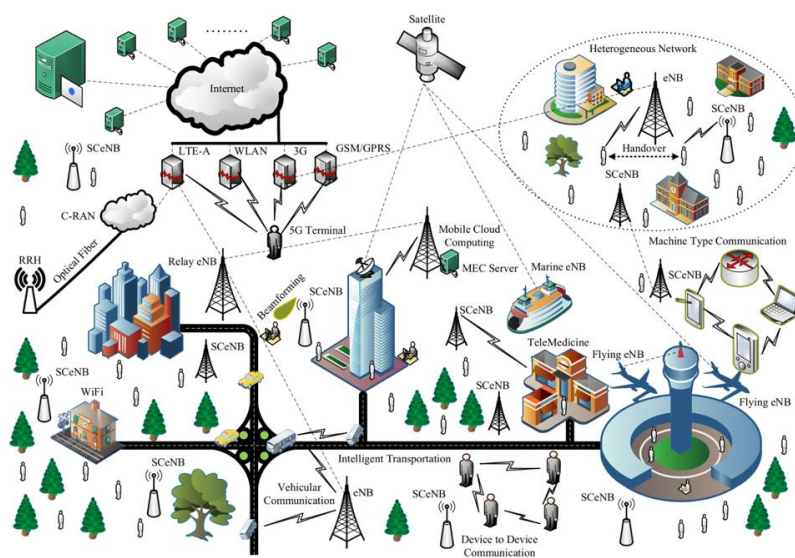 Satellite
Heterogeneous Network
eNB
Internet
SCeNB
LTE-A
WLAN
3G
GSM/GPRS
SCeNB
Handover
SCeNB
C-RAN
5G Terminal
Mobile Cloud
Computing
Machine Type Communication
RRH
Optical Fiber
Relay eNB
MEC Server
Marine eNB
SCeNB
Beamforming
SCeNB
SCeNB
TeleMedicine
Flying eNB
SCeNB
SCeNB
WiFi
SCeNB
Flying eNB
Intelligent Transportation
SCeNB
Vehicular
Communication
eNB
SCeNB
Device to Device
Communication
SCeNB